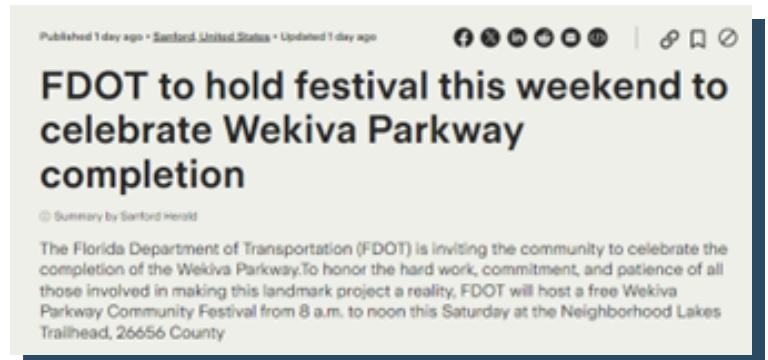 Published 1 day ago • Sanford, United States • Updated 1 day ago
FDOT to hold festival this weekend to
celebrate Wekiva Parkway
completion
Summary by Sanford Herald
The Florida Department of Transportation (FDOT) is inviting the community to celebrate the
completion of the Wekiva Parkway.To honor the hard work, commitment, and patience of all
those involved in making this landmark project a reality, FDOT will host a free Wekiva
Parkway Community Festival from 8 a.m. to noon this Saturday at the Neighborhood Lakes
Trailhead, 26656 County